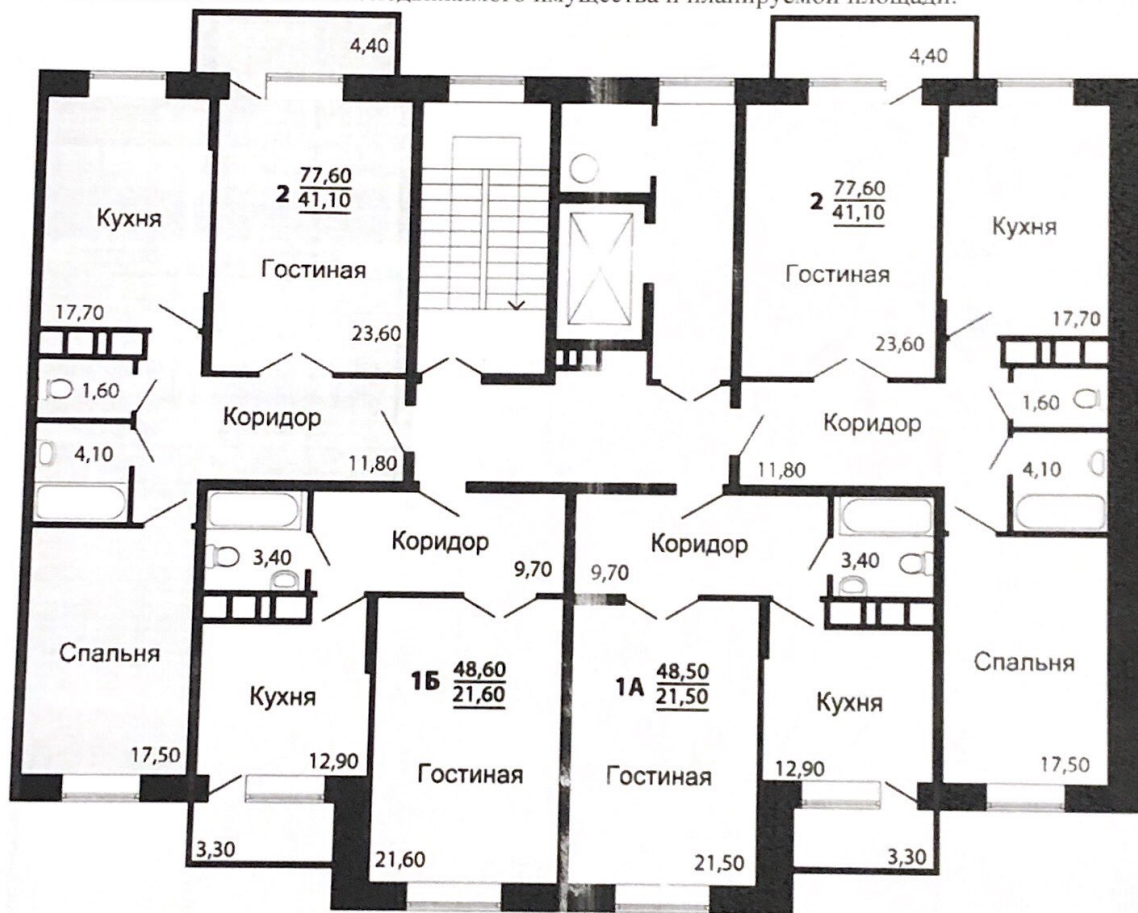 имущества и планируемой площади.
4,40
4,40
2 77,60
41,10
2 77,60
41,10
Кухня
Кухня
Гостиная
Гостиная
17,70
17,70
23,60
23,60
1,60
1,60
Коридор
Коридор
4,10
4,10
11,80
11,80
Коридор
Коридор
3,40
3,40
9,70
9,70
Спальня
Спальня
1Б 48,60
21,60
1А 48,50
21,50
Кухня
Кухня
17,50
17,50
12,90
12,90
Гостиная
Гостиная
3,30
3,30
21,60
21,50